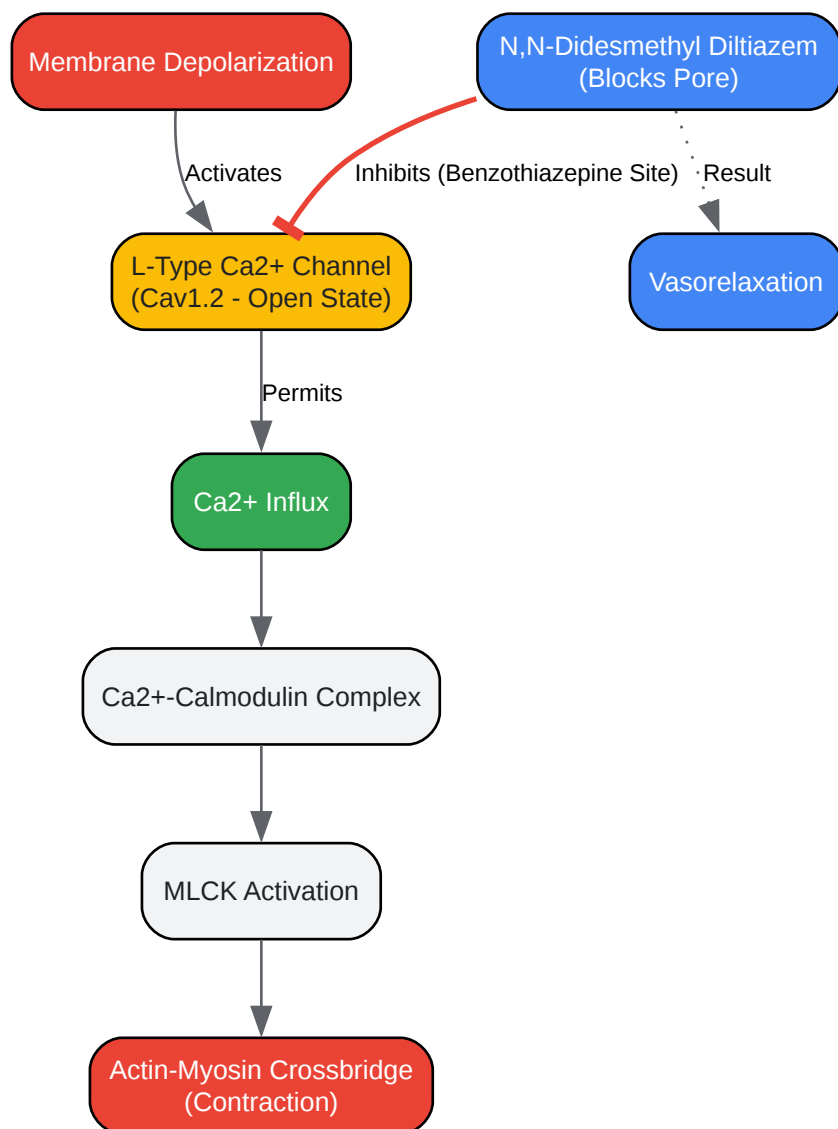 Membrane Depolarization
N,N-Didesmethyl Diltiazem
(Blocks Pore)
Activates
Inhibits (Benzothiazepine Site)
Result
L-Type Ca2+ Channel
(Cav1.2 - Open State)
Vasorelaxation
Permits
Ca2+ Influx
Ca2+-Calmodulin Complex
MLCK Activation
Actin-Myosin Crossbridge
(Contraction)